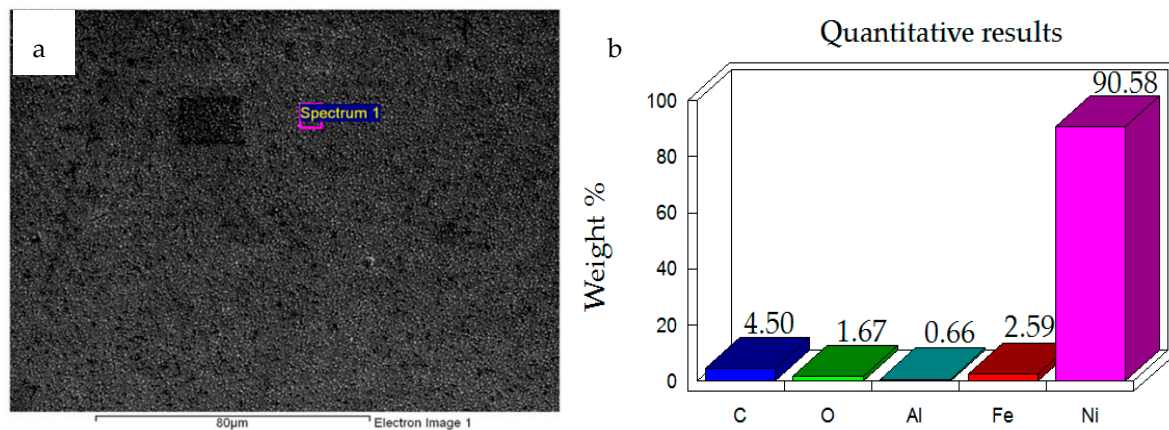 a
Spectrum 1
80μm
Electron Image 1
b
Quantitative results
Weight %
100
80
60
40
20
0
4.50
1.67
0.66
2.59
90.58
C
O
Al
Fe
Ni